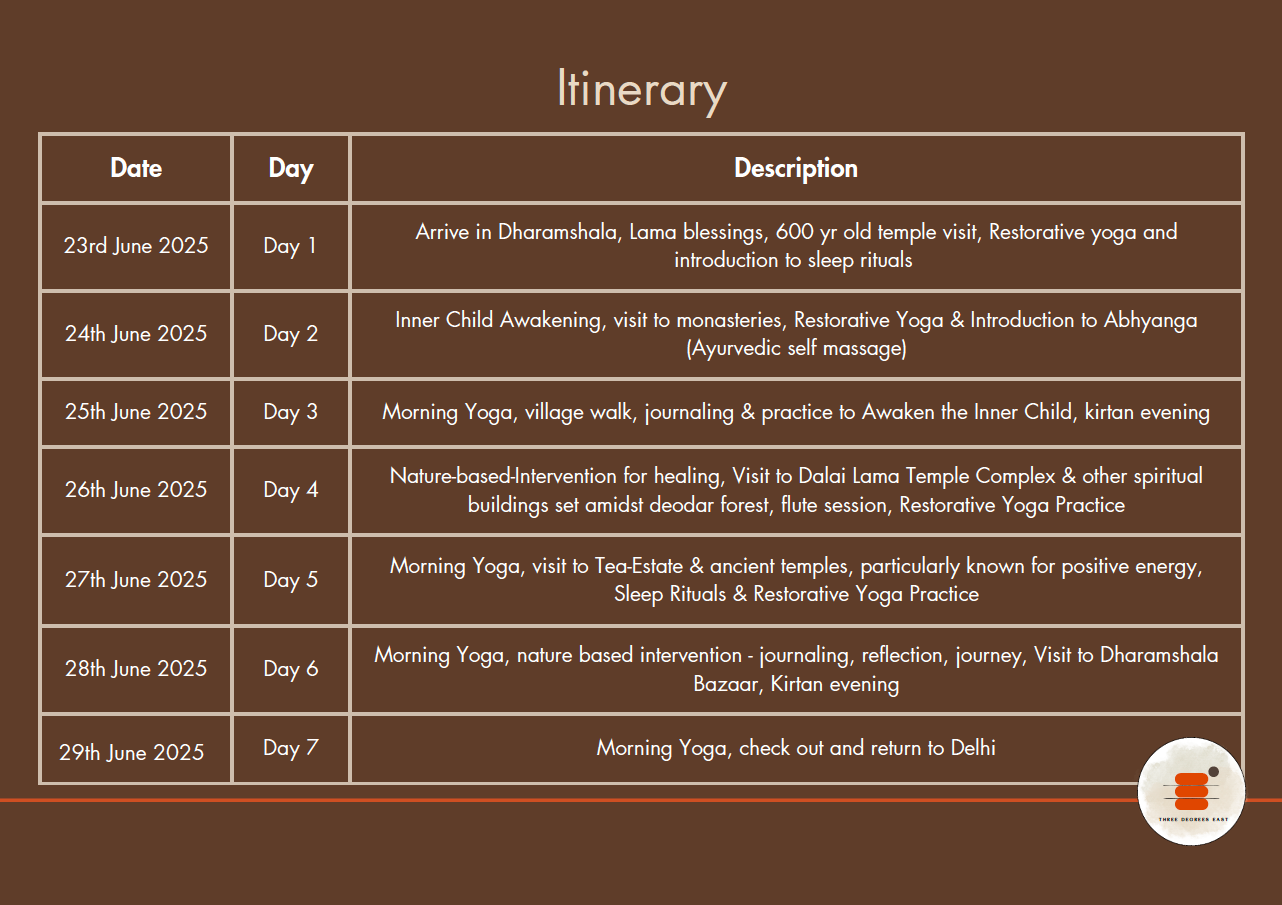 Itinerary
Date Day Description
23rd June 2025 Day 1 Arrive in Dharamshala, Lama blessings, 600 yr old temple visit, Restorative yoga and
introduction to sleep rituals
24th June 2025 Day 2 Inner Child Awakening, visit to monasteries, Restorative Yoga & Introduction to Abhyanga
(Ayurvedic self massage)
25th June 2025 Day 3 Morning Yoga, village walk, journaling & practice to Awaken the Inner Child, kirtan evening
26th June 2025 Day 4 Nature-based-Intervention for healing, Visit to Dalai Lama Temple Complex & other spiritual
buildings set amidst deodar forest, flute session, Restorative Yoga Practice
27th June 2025 Day 5 Morning Yoga, visit to Tea-Estate & ancient temples, particularly known for positive energy,
Sleep Rituals & Restorative Yoga Practice
28th June 2025 Day 6 Morning Yoga, nature based intervention - journaling, reflection, journey, Visit to Dharamshala
Bazaar, Kirtan evening
29th June 2025 Day 7 Morning Yoga, check out and return to Delhi
THREE DEGREES EAST